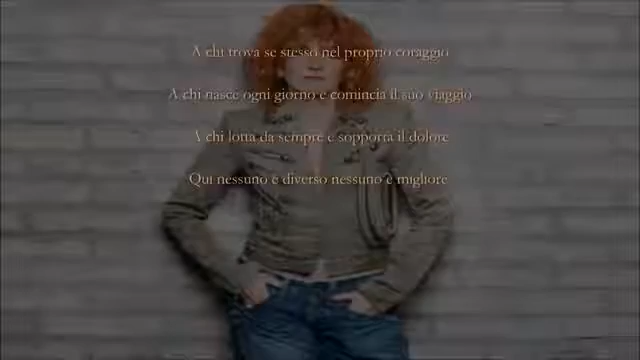 A chi trova se stesso nel proprio coraggio
A chi nasce ogni giorno e comincia il suo viaggio
A chi lotta da sempre e sopporta il dolore
Qui nessuno è diverso nessuno è migliore